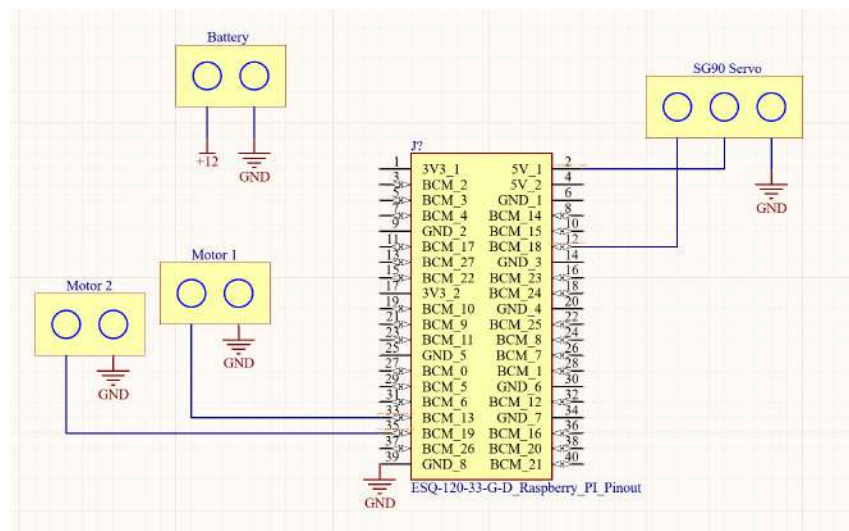 Battery
SG90 Servo
+12
GND
GND
J?
1 3V3_1 5V_1 2
3 BCM_2 5V_2 4
5 BCM_3 GND_1 6
7 BCM_4 BCM_14 8
9 GND_2 BCM_15 10
11 BCM_17 BCM_18 12
13 BCM_27 GND_3 14
15 BCM_22 BCM_23 16
17 3V3_2 BCM_24 18
19 BCM_10 GND_4 20
21 BCM_9 BCM_25 22
23 BCM_11 BCM_8 24
25 GND_5 BCM_7 26
27 BCM_0 BCM_1 28
29 BCM_5 GND_6 30
31 BCM_6 BCM_12 32
33 BCM_13 GND_7 34
35 BCM_19 BCM_16 36
37 BCM_26 BCM_20 38
39 GND_8 BCM_21 40
Motor 1
GND
Motor 2
GND
GND
ESQ-120-33-G-D_Raspberry_PI_Pinout